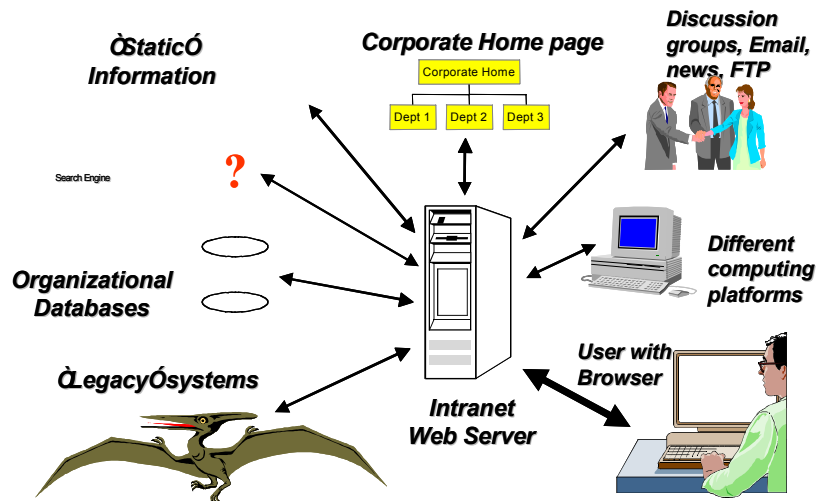 ÒStaticÓ
Information
Corporate Home page
Corporate Home
Dept 1
Dept 2
Dept 3
Discussion
groups, Email,
news, FTP
Search Engine
?
Organizational
Databases
Different
computing
platforms
ÒLegacyÓsystems
Intranet
Web Server
User with
Browser